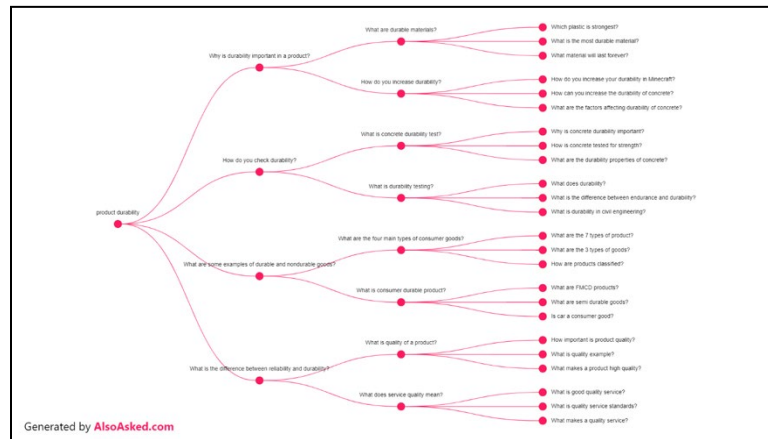 product durability
Why is durability important in a product?
What are durable materials?
Which plastic is strongest?
What is the most durable material?
What material will last forever?
How do you increase durability?
How do you increase your durability in Minecraft?
How can you increase the durability of concrete?
What are the factors affecting durability of concrete?
How do you check durability?
What is concrete durability test?
Why is concrete durability important?
How is concrete tested for strength?
What are the durability properties of concrete?
What is durability testing?
What does durability?
What is the difference between endurance and durability?
What is durability in civil engineering?
What are some examples of durable and nondurable goods?
What are the four main types of consumer goods?
What are the 7 types of product?
What are the 3 types of goods?
How are products classified?
What is consumer durable product?
What are FMCD products?
What are semi durable goods?
Is car a consumer good?
What is the difference between reliability and durability?
What is quality of a product?
How important is product quality?
What is quality example?
What makes a product high quality?
What does service quality mean?
What is good quality service?
What is quality service standards?
What makes a quality service?
Generated by AlsoAsked.com